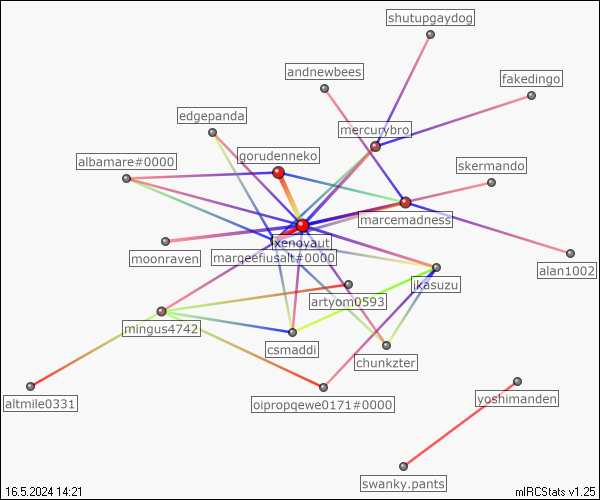 shutupgaydog
andnewbees
fakedingo
edgepanda
mercurybro
gorudenneko
albamare#0000
skermando
marcemadness
xenoyaut
moonraven
marqeefiusalt#0000
alan1002
ikasuzu
artyom0593
mingus4742
csmaddi
chunkzter
altmile0331
oipropqewe0171#0000
yoshimanden
swanky.pants
16.5.2024 14:21
mIRCStats v1.25